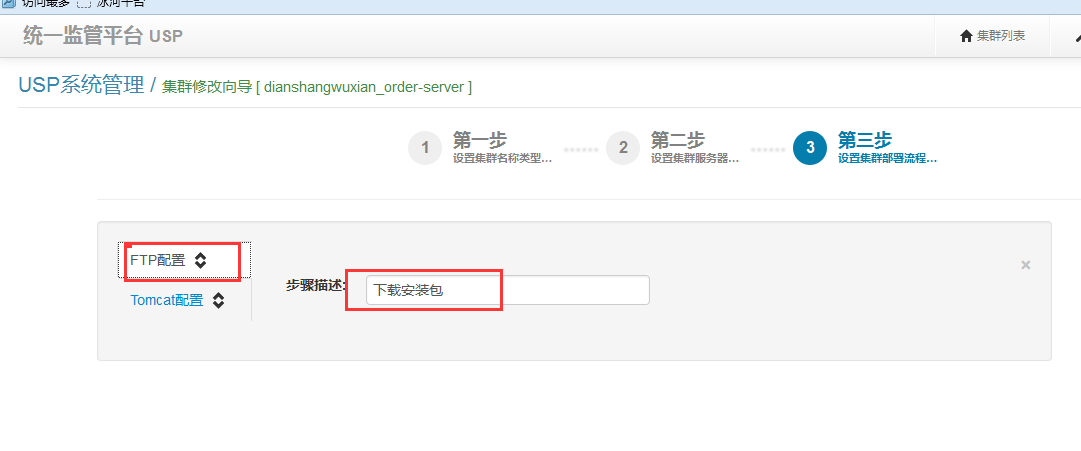 访问最多 冰河平台
统一监管平台 USP
集群列表
USP系统管理 / 集群修改向导 [ dianshangwuxian_order-server ]
1 第一步 设置集群名称类型...
2 第二步 设置集群服务器...
3 第三步 设置集群部署流程...
FTP配置
×
步骤描述: 下载安装包
Tomcat配置